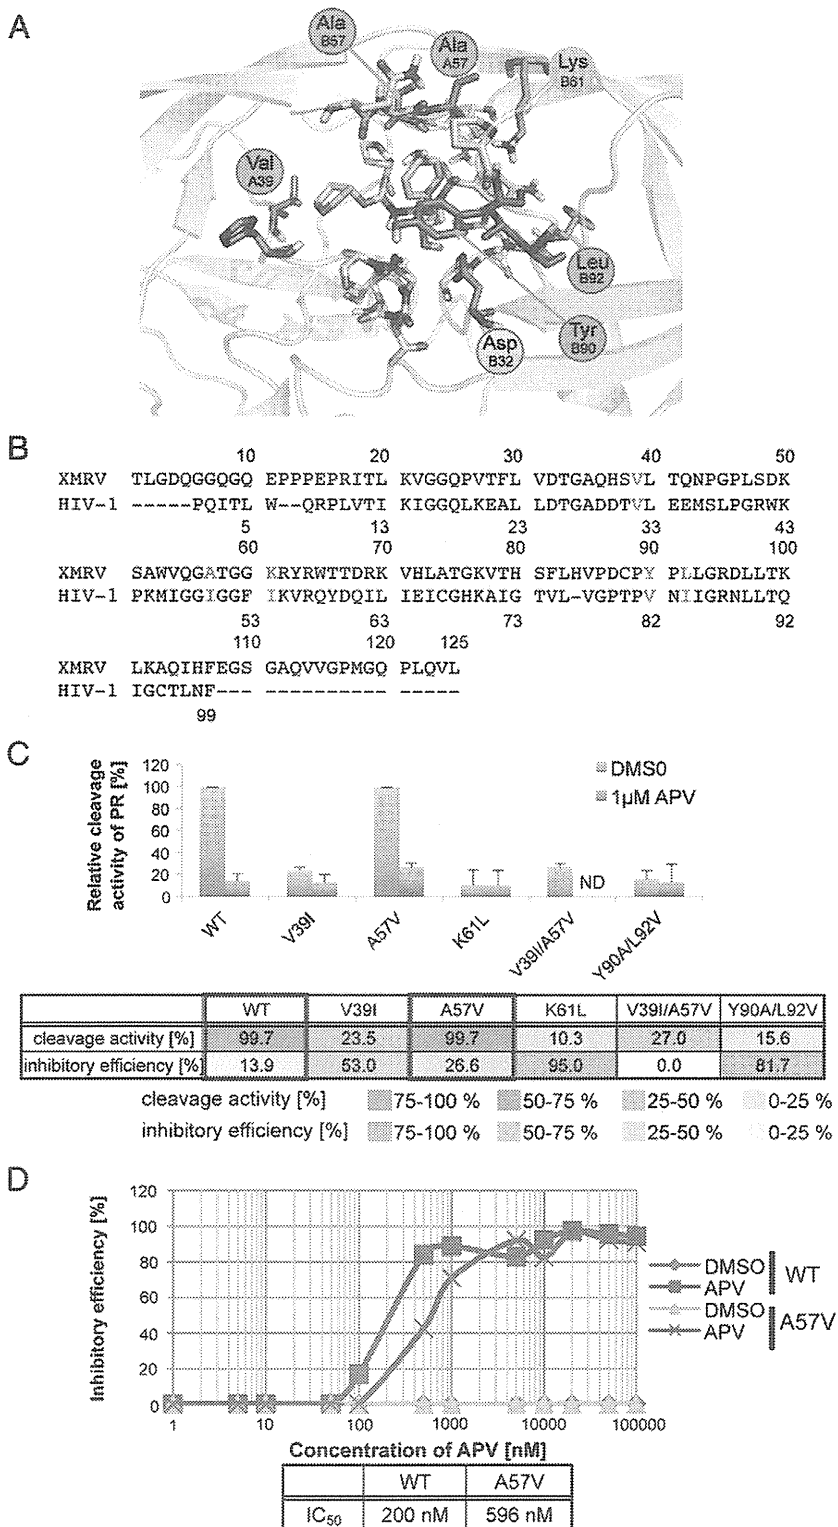 A
Ala B57
Ala A57
Lys B61
Val A39
Leu B92
Tyr B90
Asp B32
B
10 20 30 40 50
XMRV TLGDQGGQGQ EPPPEPRITL KVGGQPVTFL VDTGAQHSVL TQNPGPLSDK
HIV-1 -----PQITL W--QRPLVTI KIGGQLKEAL LDTGADDTVL EEMSLPGRWK
5 13 23 33 43
60 70 80 90 100
XMRV SAWVQGATGG KRYRWTTDRK VHLATGKVTH SFLHVPDCPY PLLGRDLLTK
HIV-1 PKMIGGIGGF IKVRQYDQIL IEICGHKAIG TVL-VGPTPV NIIGRNLLTQ
53 63 73 82 92
110 120 125
XMRV LKAQIHFEGS GAQVVGPMGQ PLQVL
HIV-1 IGCTLNF--- ---------- -----
99
C
Relative cleavage activity of PR [%]
120
100
80
60
40
20
0
DMSO
1µM APV
ND
WT V39I A57V K61L V39I/A57V Y90A/L92V
WT V39I A57V K61L V39I/A57V Y90A/L92V
cleavage activity [%] 99.7 23.5 99.7 10.3 27.0 15.6
inhibitory efficiency [%] 13.9 53.0 26.6 95.0 0.0 81.7
cleavage activity [%] 75-100 % 50-75 % 25-50 % 0-25 %
inhibitory efficiency [%] 75-100 % 50-75 % 25-50 % 0-25 %
D
Inhibitory efficiency [%]
120
100
80
60
40
20
0
1 10 100 1000 10000 100000
Concentration of APV [nM]
DMSO
APV
WT
DMSO
APV
A57V
WT A57V
IC50 200 nM 596 nM